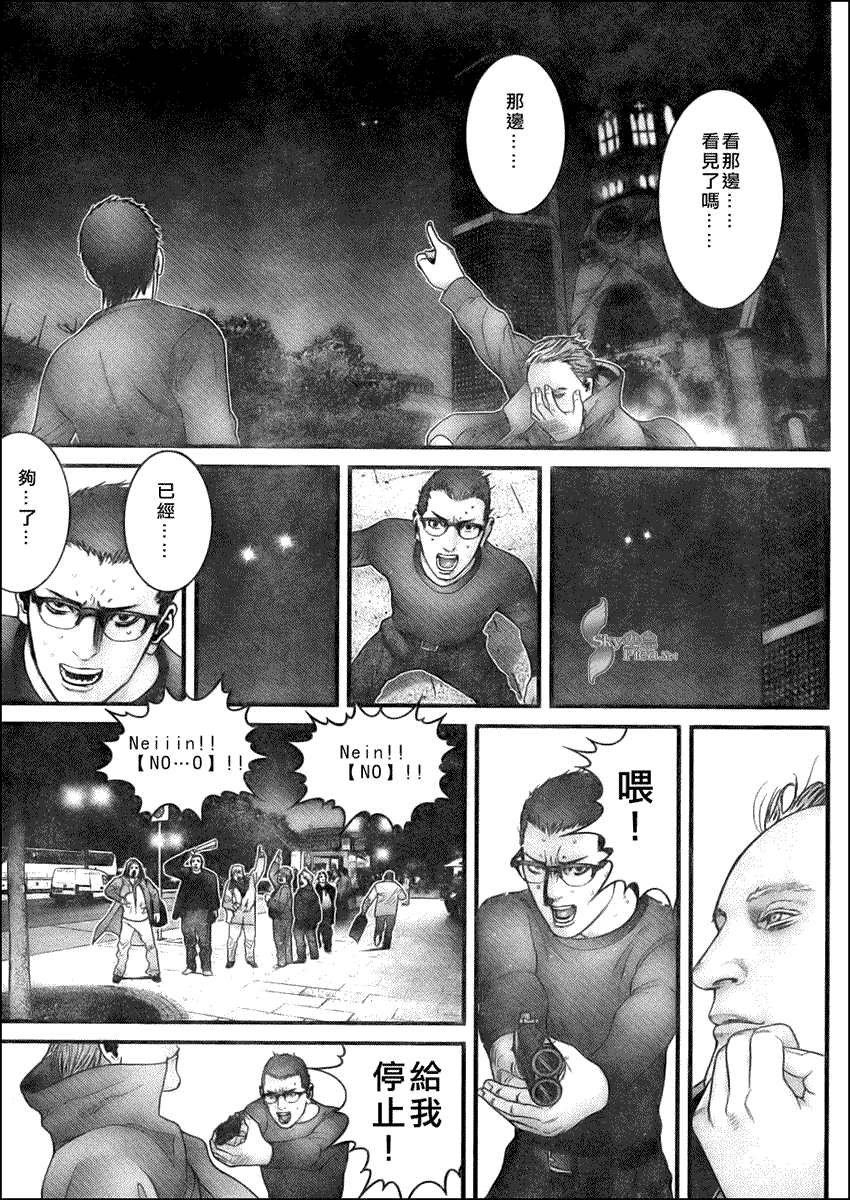 看那邊……
看見了嗎……
那邊……
已經……
夠…了…
Sky
Nein!!
【NO】!!
Neiiin!!
【NO…O】!!
喂！
給我
停止！